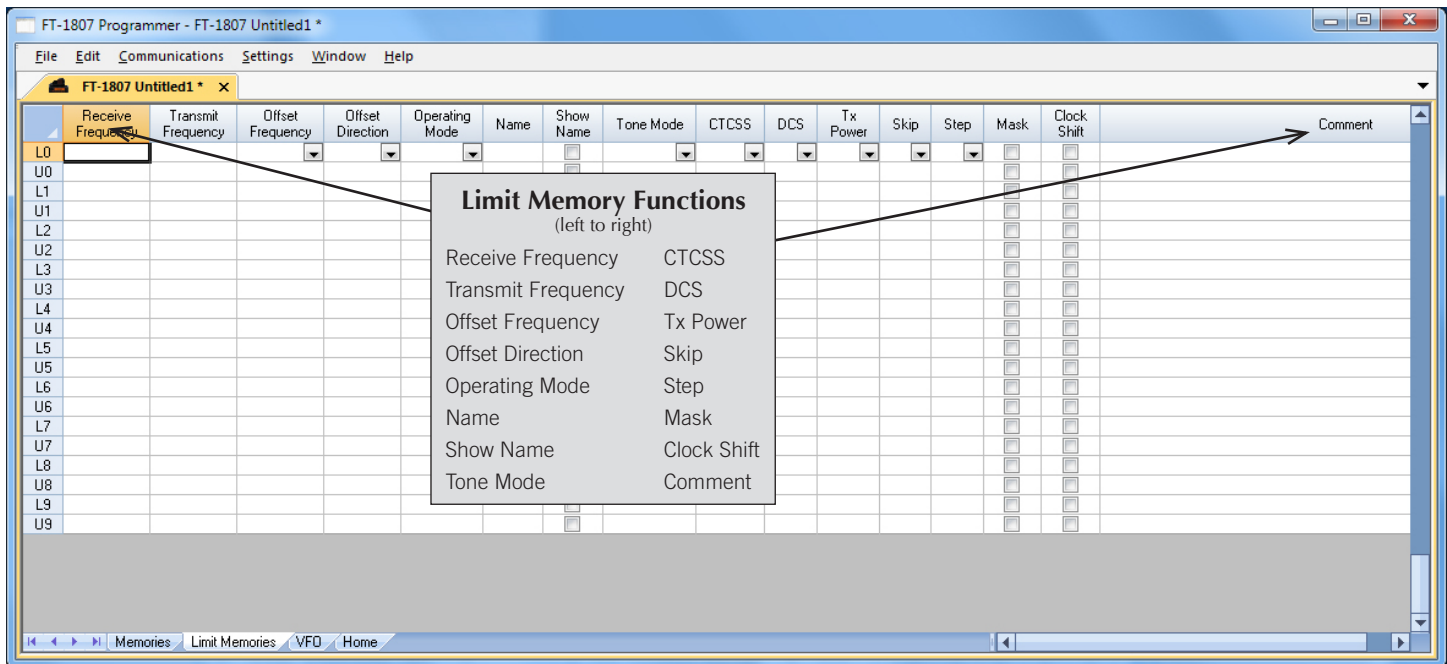 FT-1807 Programmer - FT-1807 Untitled1 *
File Edit Communications Settings Window Help
FT-1807 Untitled1 * X
Receive Frequency Transmit Frequency Offset Frequency Offset Direction Operating Mode Name Show Name Tone Mode CTCSS DCS Tx Power Skip Step Mask Clock Shift Comment
L0
U0
L1
U1
L2
U2
L3
U3
L4
U4
L5
U5
L6
U6
L7
U7
L8
U8
L9
U9
Limit Memory Functions
(left to right)
Receive Frequency CTCSS
Transmit Frequency DCS
Offset Frequency Tx Power
Offset Direction Skip
Operating Mode Step
Name Mask
Show Name Clock Shift
Tone Mode Comment
Memories Limit Memories VFO Home